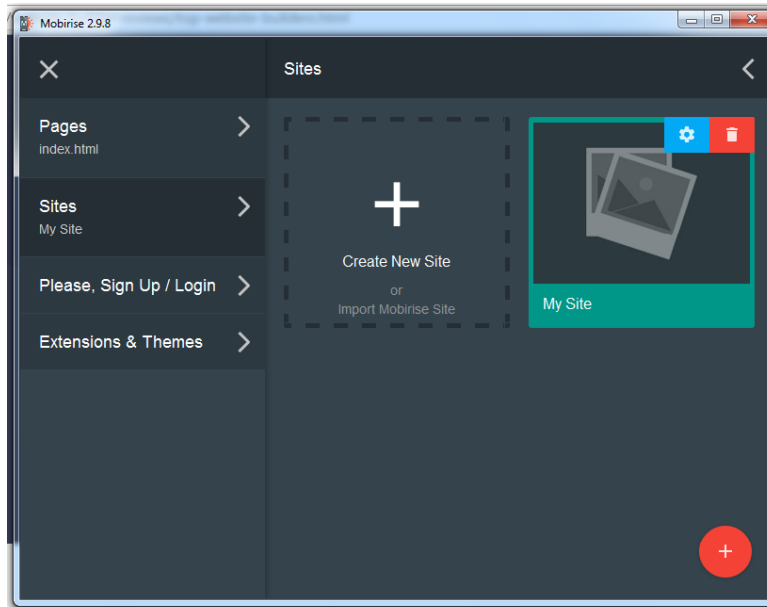 Mobirise 2.9.8
Sites
Pages
index.html
Sites
My Site
Please, Sign Up / Login
Extensions & Themes
Create New Site
or
Import Mobirise Site
My Site